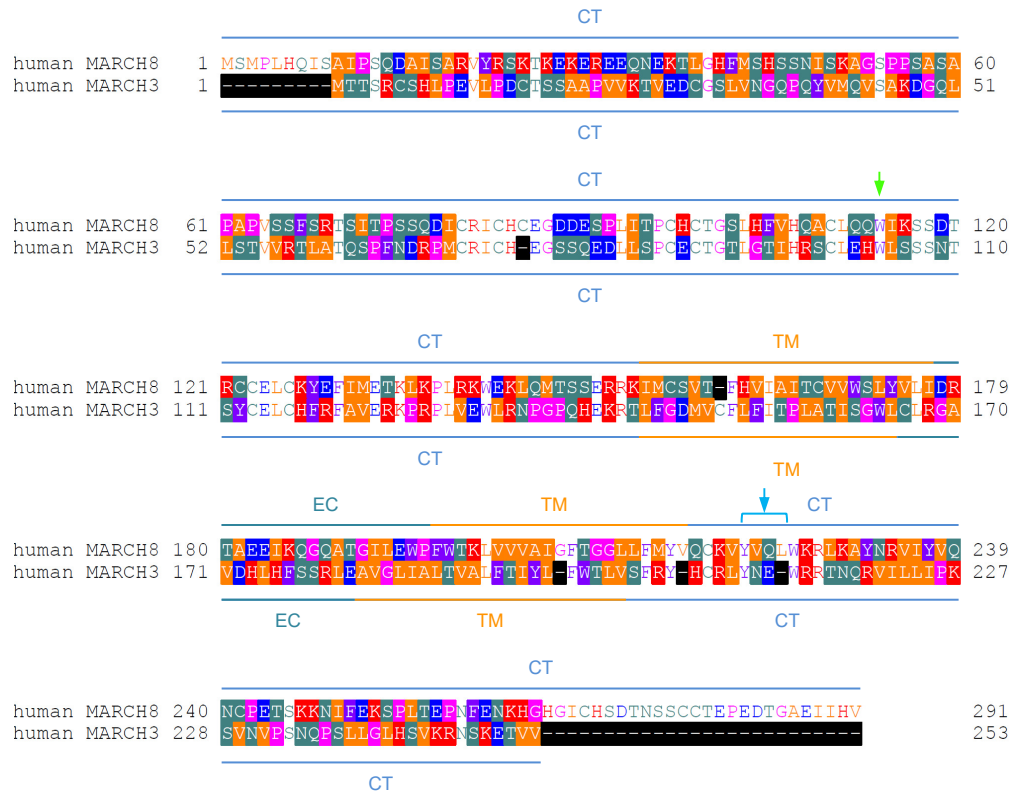 CT
human MARCH8 1 MSMPLHQISAIPSQDAISARVYRSKTKEKEREEQNEKTLGHFMSHSSNISKAGSPPSASA 60
human MARCH3 1 ---------MTTSRCSHLPEVLPDCTSSAAPVVKTVEDCGSLVNGQPQYVMQVSAKDGQL 51
CT
CT
human MARCH8 61 PAPVSSFSRTSITPSSQDICRICHCEGDDESPLITPCHCTGSLHFVHQACLQQWIKSSDT 120
human MARCH3 52 LSTVVRTLATQSPFNDRPMCRICH-EGSSQEDLLSPCECTGTLGTIHRSCLEHWLSSSNT 110
CT
CT TM
human MARCH8 121 RCCELCKYEFIMETKLKPLRKWEKLQMTSSERRKIMCSVT-FHVIAITCVVWSLYVLIDR 179
human MARCH3 111 SYCELCHFRFAVERKPRPLVEWLRNPGPQHEKRTLFGDMVCFLFITPLATISGWLCLRGA 170
CT TM
EC TM CT
human MARCH8 180 TAEEIKQGQATGILEWPFWTKLVVVAIGFTGGLLFMYVQCKVYVQLWKRLKAYNRVIYVQ 239
human MARCH3 171 VDHLHFSSRLEAVGLIALTVALFTIYL-FWTLVSFRY-HCRLYNE-WRRTNQRVILLIPK 227
EC TM CT
CT
human MARCH8 240 NCPETSKKNIFEKSPLTEPNFENKHGHGICHSDTNSSCCTEPEDTGAEIIHV 291
human MARCH3 228 SVNVPSNQPSLLGLHSVKRNSKETVV-------------------------- 253
CT